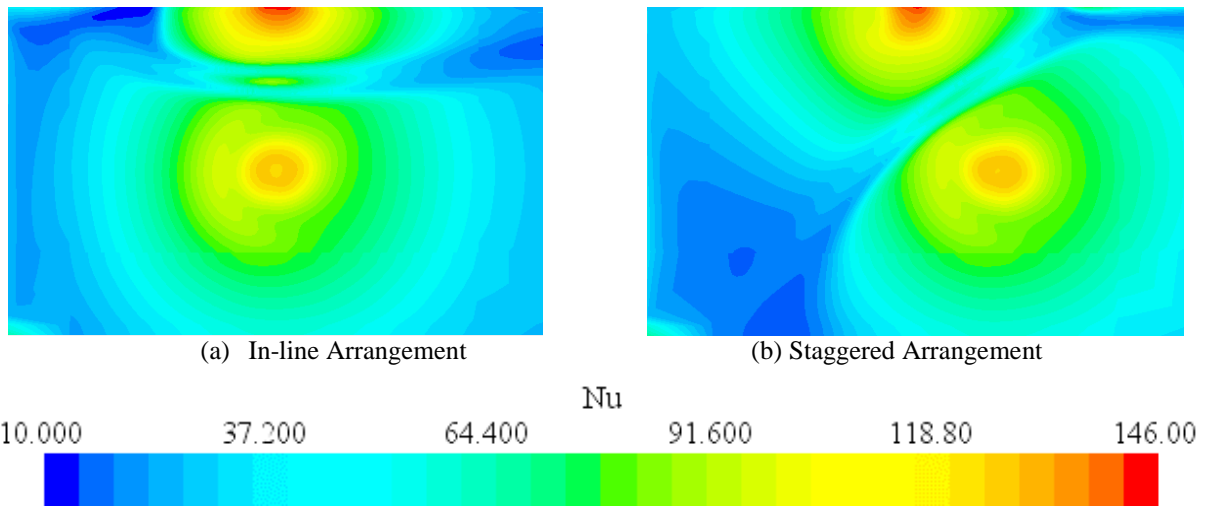 (a) In-line Arrangement
(b) Staggered Arrangement
Nu
10.000 37.200 64.400 91.600 118.80 146.00